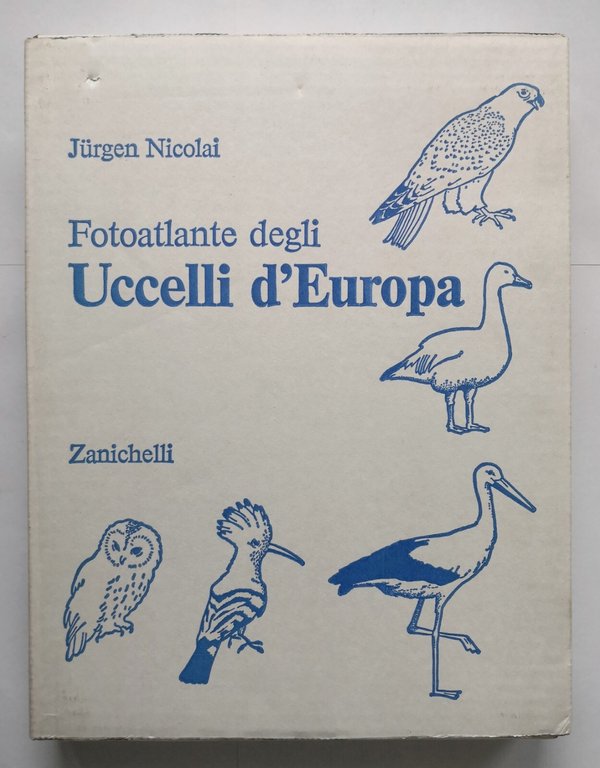 Jürgen Nicolai
Fotoatlante degli
Uccelli d'Europa
Zanichelli